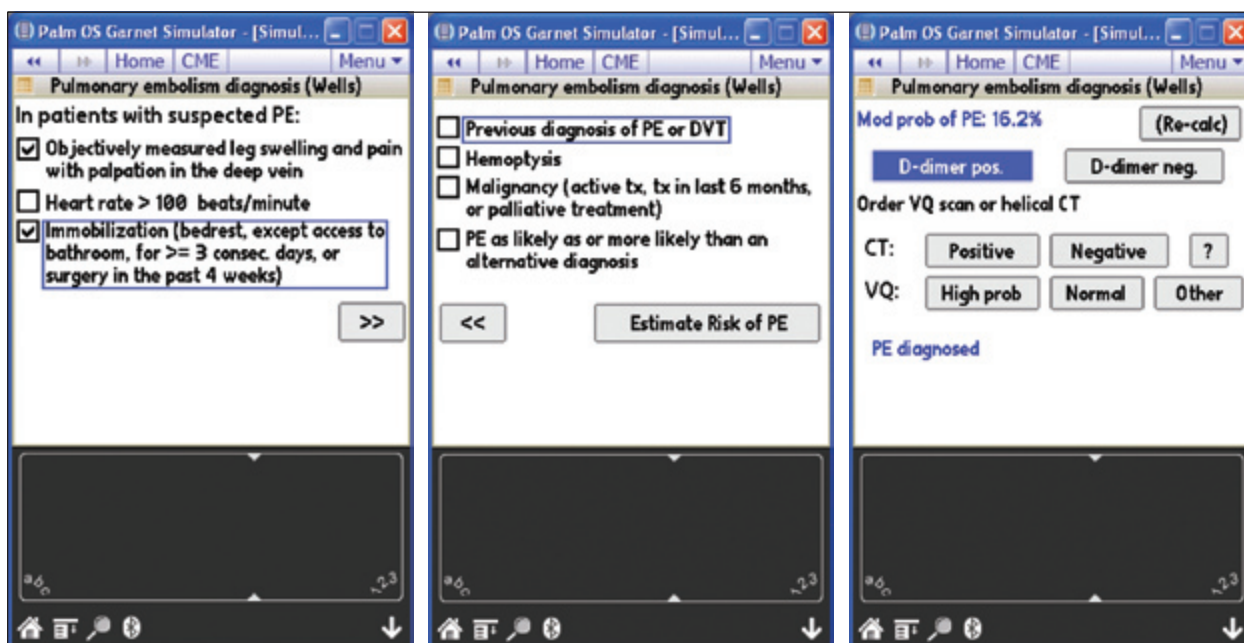 Palm OS Garnet Simulator - [Simul...
Home CME Menu
Pulmonary embolism diagnosis (Wells)
In patients with suspected PE:
Objectively measured leg swelling and pain
with palpation in the deep vein
Heart rate > 100 beats/minute
Immobilization (bedrest, except access to
bathroom, for >= 3 consec. days, or
surgery in the past 4 weeks)
>>
abc
123
Palm OS Garnet Simulator - [Simul...
Home CME Menu
Pulmonary embolism diagnosis (Wells)
Previous diagnosis of PE or DVT
Hemoptysis
Malignancy (active tx, tx in last 6 months,
or palliative treatment)
PE as likely as or more likely than an
alternative diagnosis
<< Estimate Risk of PE
abc
123
Palm OS Garnet Simulator - [Simul...
Home CME Menu
Pulmonary embolism diagnosis (Wells)
Mod prob of PE: 16.2% (Re-calc)
D-dimer pos. D-dimer neg.
Order VQ scan or helical CT
CT: Positive Negative ?
VQ: High prob Normal Other
PE diagnosed
abc
123